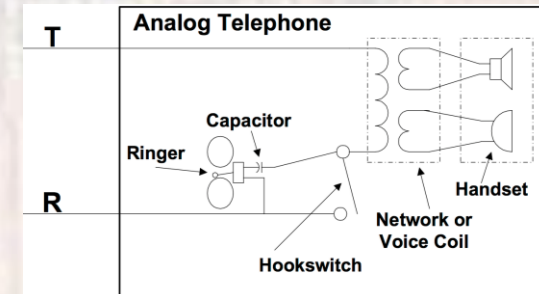 Analog Telephone
T
Capacitor
Ringer
R
Handset
Network or
Voice Coil
Hookswitch